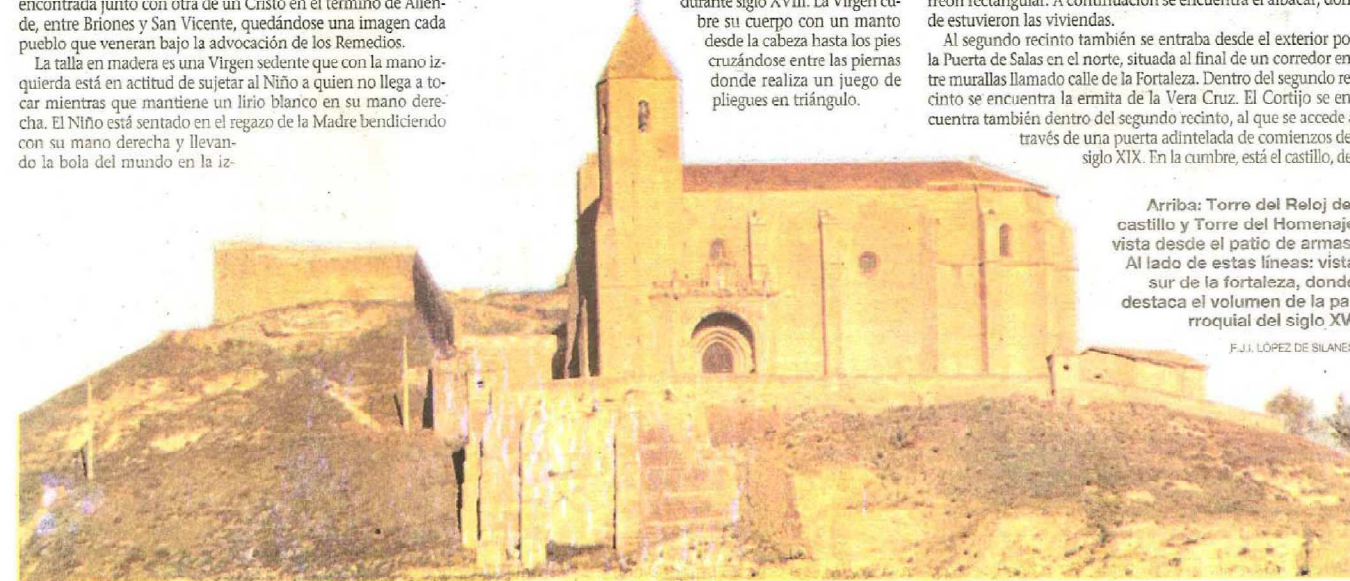 encontrada junto con otra de un Cristo en el término de Allen-
de, entre Briones y San Vicente, quedándose una imagen cada
pueblo que veneran bajo la advocación de los Remedios.
La talla en madera es una Virgen sedente que con la mano iz-
quierda está en actitud de sujetar al Niño a quien no llega a to-
car mientras que mantiene un lirio blanco en su mano dere-
cha. El Niño está sentado en el regazo de la Madre bendiciendo
con su mano derecha y llevan-
do la bola del mundo en la iz-
durante siglo XVIII. La Virgen cu-
bre su cuerpo con un manto
desde la cabeza hasta los pies
cruzándose entre las piernas
donde realiza un juego de
pliegues en triángulo.
rreón rectangular. A continuación se encuentra el albacar, don
de estuvieron las viviendas.
Al segundo recinto también se entraba desde el exterior po
la Puerta de Salas en el norte, situada al final de un corredor en
tre murallas llamado calle de la Fortaleza. Dentro del segundo re
cinto se encuentra la ermita de la Vera Cruz. El Cortijo se en
cuentra también dentro del segundo recinto, al que se accede
través de una puerta adintelada de comienzos de
siglo XIX. En la cumbre, está el castillo, de
Arriba: Torre del Reloj de
castillo y Torre del Homenaje
vista desde el patio de armas
Al lado de estas líneas: vista
sur de la fortaleza, donde
destaca el volumen de la pa
rroquial del siglo XV
F.J.I. LÓPEZ DE SILANES